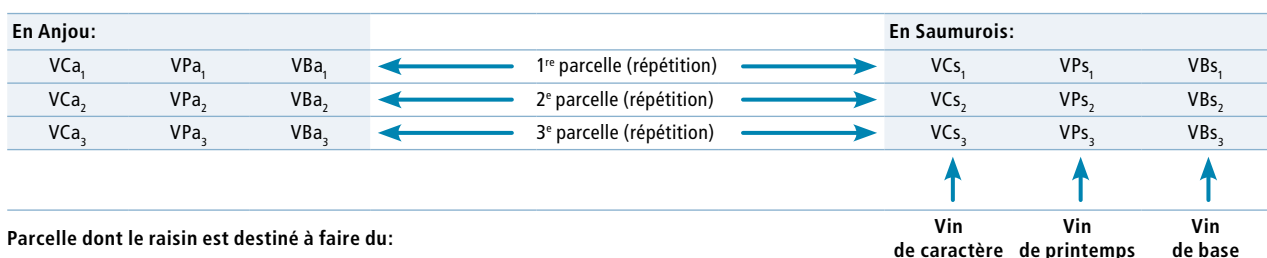 En Anjou: En Saumurois:
VCa₁ VPa₁ VBa₁ 1re parcelle (répétition) VCs₁ VPs₁ VBs₁
VCa₂ VPa₂ VBa₂ 2e parcelle (répétition) VCs₂ VPs₂ VBs₂
VCa₃ VPa₃ VBa₃ 3e parcelle (répétition) VCs₃ VPs₃ VBs₃
Parcelle dont le raisin est destiné à faire du:
Vin de caractère
Vin de printemps
Vin de base